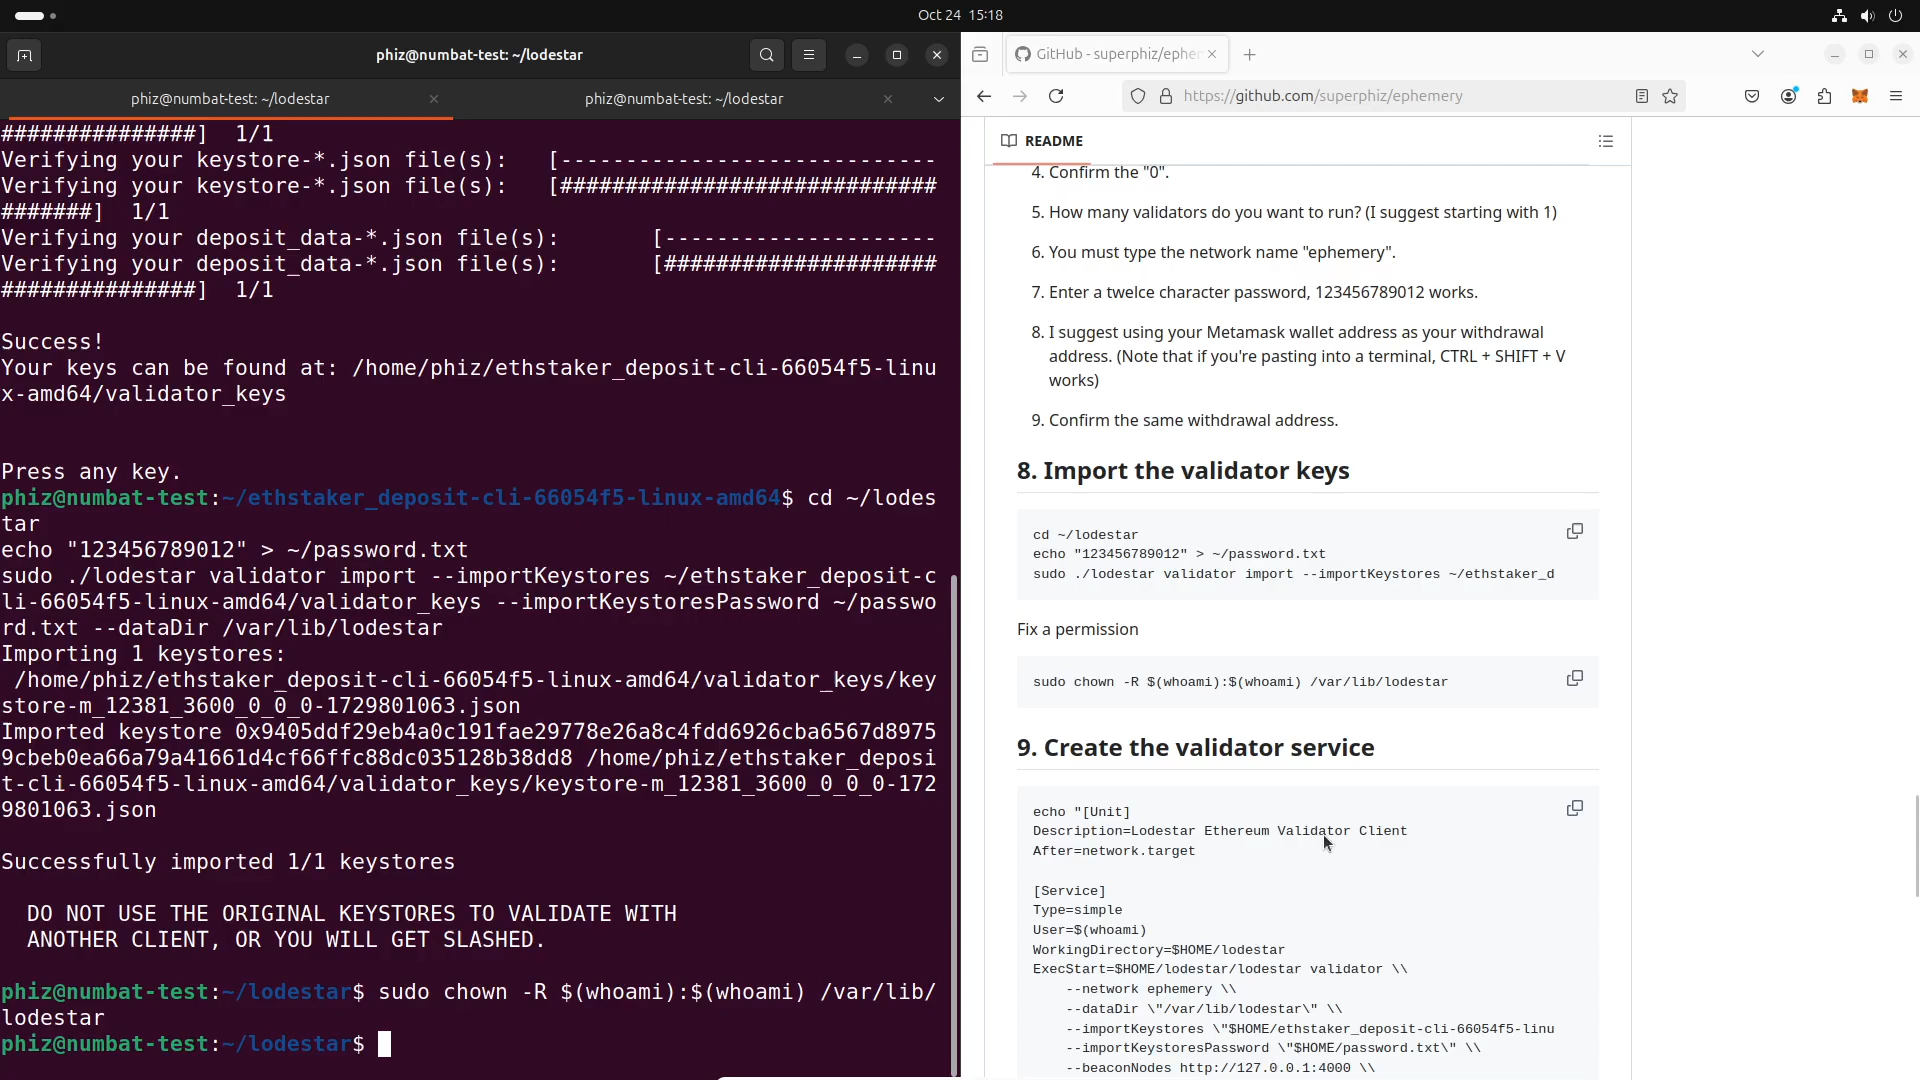 Oct 24  15:18
phiz@numbat-test: ~/lodestar
phiz@numbat-test: ~/lodestar
phiz@numbat-test: ~/lodestar
###############]  1/1
Verifying your keystore-*.json file(s):   [-----------------------------
Verifying your keystore-*.json file(s):   [#############################
#######]  1/1
Verifying your deposit_data-*.json file(s):       [---------------------
Verifying your deposit_data-*.json file(s):       [#####################
###############]  1/1
Success!
Your keys can be found at: /home/phiz/ethstaker_deposit-cli-66054f5-linu
x-amd64/validator_keys
Press any key.
phiz@numbat-test:~/ethstaker_deposit-cli-66054f5-linux-amd64$ cd ~/lodes
tar
echo "123456789012" > ~/password.txt
sudo ./lodestar validator import --importKeystores ~/ethstaker_deposit-c
li-66054f5-linux-amd64/validator_keys --importKeystoresPassword ~/passwo
rd.txt --dataDir /var/lib/lodestar
Importing 1 keystores:
 /home/phiz/ethstaker_deposit-cli-66054f5-linux-amd64/validator_keys/key
store-m_12381_3600_0_0_0-1729801063.json
Imported keystore 0x9405ddf29eb4a0c191fae29778e26a8c4fdd6926cba6567d8975
9cbeb0ea66a79a41661d4cf66ffc88dc035128b38dd8 /home/phiz/ethstaker_deposi
t-cli-66054f5-linux-amd64/validator_keys/keystore-m_12381_3600_0_0_0-172
9801063.json
Successfully imported 1/1 keystores
  DO NOT USE THE ORIGINAL KEYSTORES TO VALIDATE WITH
  ANOTHER CLIENT, OR YOU WILL GET SLASHED.
phiz@numbat-test:~/lodestar$ sudo chown -R $(whoami):$(whoami) /var/lib/
lodestar
phiz@numbat-test:~/lodestar$
GitHub - superphiz/ephem
https://github.com/superphiz/ephemery
README
4. Confirm the "0".
5. How many validators do you want to run? (I suggest starting with 1)
6. You must type the network name "ephemery".
7. Enter a twelce character password, 123456789012 works.
8. I suggest using your Metamask wallet address as your withdrawal
address. (Note that if you're pasting into a terminal, CTRL + SHIFT + V
works)
9. Confirm the same withdrawal address.
8. Import the validator keys
cd ~/lodestar
echo "123456789012" > ~/password.txt
sudo ./lodestar validator import --importKeystores ~/ethstaker_d
Fix a permission
sudo chown -R $(whoami):$(whoami) /var/lib/lodestar
9. Create the validator service
echo "[Unit]
Description=Lodestar Ethereum Validator Client
After=network.target
[Service]
Type=simple
User=$(whoami)
WorkingDirectory=$HOME/lodestar
ExecStart=$HOME/lodestar/lodestar validator \\
    --network ephemery \\
    --dataDir \"/var/lib/lodestar\" \\
    --importKeystores \"$HOME/ethstaker_deposit-cli-66054f5-linu
    --importKeystoresPassword \"$HOME/password.txt\" \\
    --beaconNodes http://127.0.0.1:4000 \\